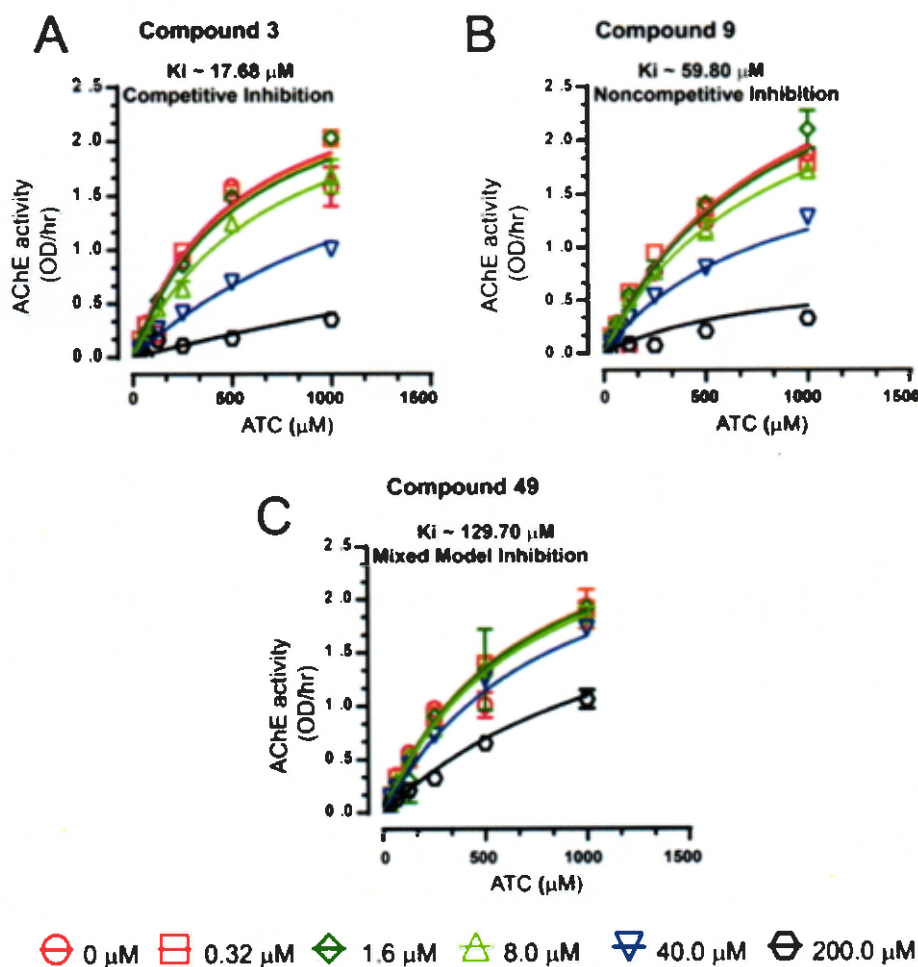 A
Compound 3
Ki ~ 17.68 µM
Competitive Inhibition
2.5
2.0
1.5
1.0
0.5
0.0
AChE activity
(OD/hr)
0 500 1000 1500
ATC (µM)
B
Compound 9
Ki ~ 59.80 µM
Noncompetitive Inhibition
2.5
2.0
1.5
1.0
0.5
0.0
AChE activity
(OD/hr)
0 500 1000 1500
ATC (µM)
C
Compound 49
Ki ~ 129.70 µM
Mixed Model Inhibition
2.5
2.0
1.5
1.0
0.5
0.0
AChE activity
(OD/hr)
0 500 1000 1500
ATC (µM)
0 µM 0.32 µM 1.6 µM 8.0 µM 40.0 µM 200.0 µM